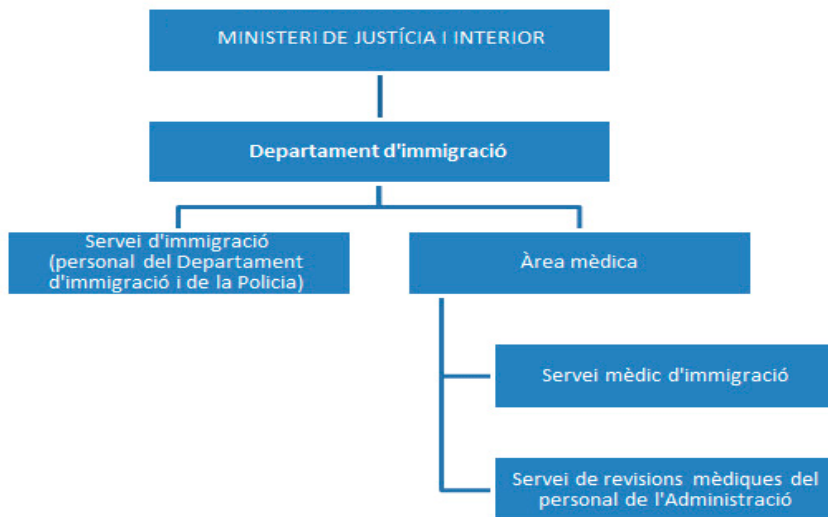 MINISTERI DE JUSTÍCIA I INTERIOR
Departament d'immigració
Servei d'immigració
(personal del Departament
d'immigració i de la Policia)
Àrea mèdica
Servei mèdic d'immigració
Servei de revisions mèdiques del
personal de l'Administració